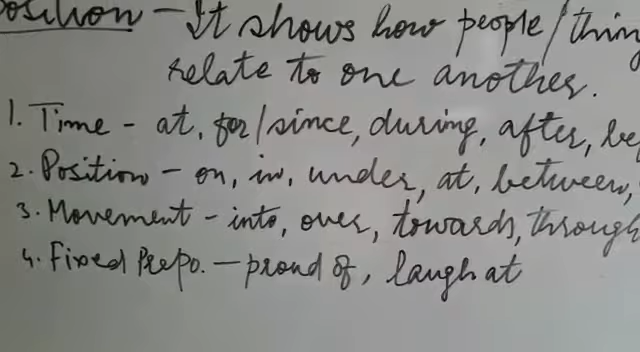 osition - It shows how people/thin
relate to one another.
1. Time - at, for/since, during, after, be
2. Position - on, in, under, at, between,
3. Movement - into, over, towards, through
4. Fixed Prepo. - proud of, laugh at